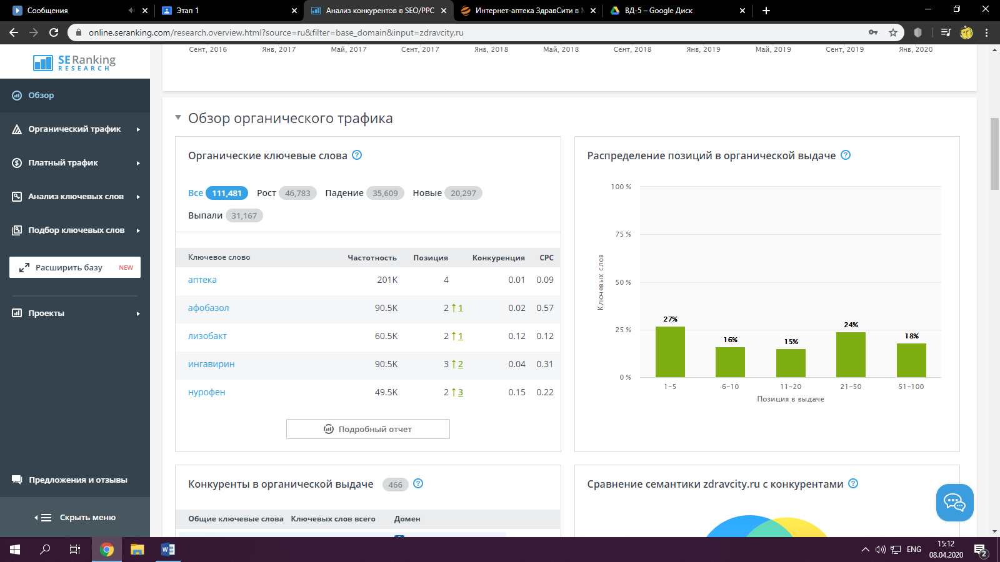 Сообщения
Этап 1
Анализ конкурентов в SEO/PPC
Интернет-аптека ЗдравСити в М
ВД-5 – Google Диск
online.seranking.com/research.overview.html?source=ru&filter=base_domain&input=zdravcity.ru
Сент, 2016 Янв, 2017 Май, 2017 Сент, 2017 Янв, 2018 Май, 2018 Сент, 2018 Янв, 2019 Май, 2019 Сент, 2019 Янв, 2020
SE Ranking
RESEARCH
Обзор
Органический трафик
Платный трафик
Анализ ключевых слов
Подбор ключевых слов
Расширить базу NEW
Проекты
Предложения и отзывы
Скрыть меню
Обзор органического трафика
Органические ключевые слова ?
Все 111,481 Рост 46,783 Падение 35,609 Новые 20,297
Выпали 31,167
Ключевое слово Частотность Позиция Конкуренция CPC
аптека 201K 4 0.01 0.09
афобазол 90.5K 2 ↑ 1 0.02 0.57
лизобакт 60.5K 2 ↑ 1 0.12 0.12
ингавирин 90.5K 3 ↑ 2 0.04 0.31
нурофен 49.5K 2 ↑ 3 0.15 0.22
Подробный отчет
Распределение позиций в органической выдаче ?
100 %
75 %
50 %
25 %
0 %
Ключевых слов
27% 16% 15% 24% 18%
1–5 6–10 11–20 21–50 51–100
Позиция в выдаче
Конкуренты в органической выдаче 466 ?
Общие ключевые слова Ключевых слов всего Домен
Сравнение семантики zdravcity.ru с конкурентами ?
ENG
15:12
08.04.2020
2